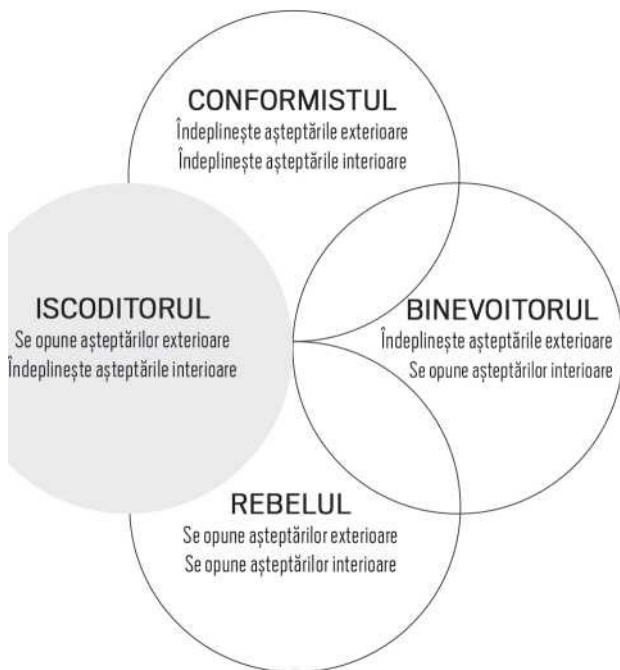 CONFORMISTUL
Îndeplinește așteptările exterioare
Îndeplinește așteptările interioare
ISCODITORUL
Se opune așteptărilor exterioare
Îndeplinește așteptările interioare
BINEVOITORUL
Îndeplinește așteptările exterioare
Se opune așteptărilor interioare
REBELUL
Se opune așteptărilor exterioare
Se opune așteptărilor interioare